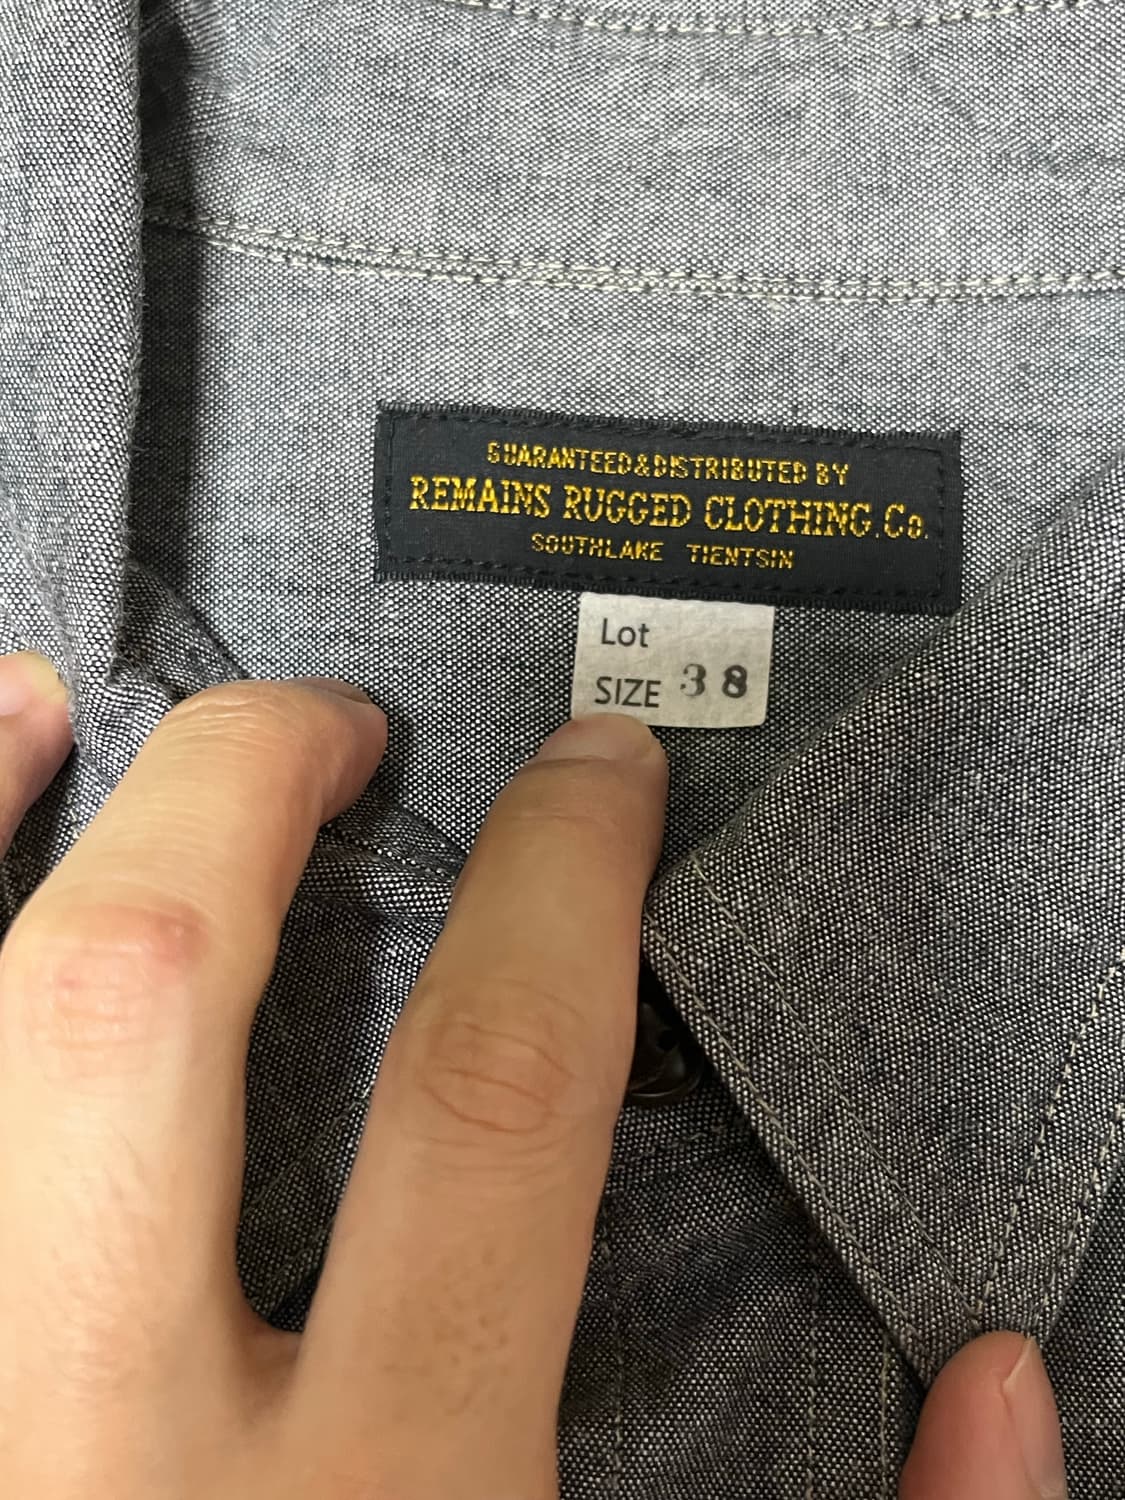 GUARANTEED&DISTRIBUTED BY
REMAINS RUGGED CLOTHING.Co.
SOUTHLAKE TIENTSIN
Lot
SIZE 38